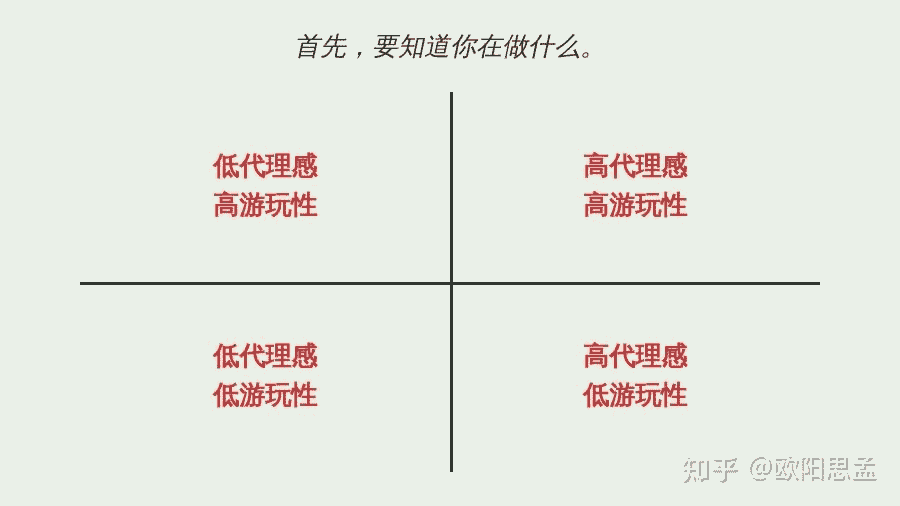 首先，要知道你在做什么。
低代理感
高游玩性
高代理感
高游玩性
低代理感
低游玩性
高代理感
低游玩性
知乎 @欧阳思孟